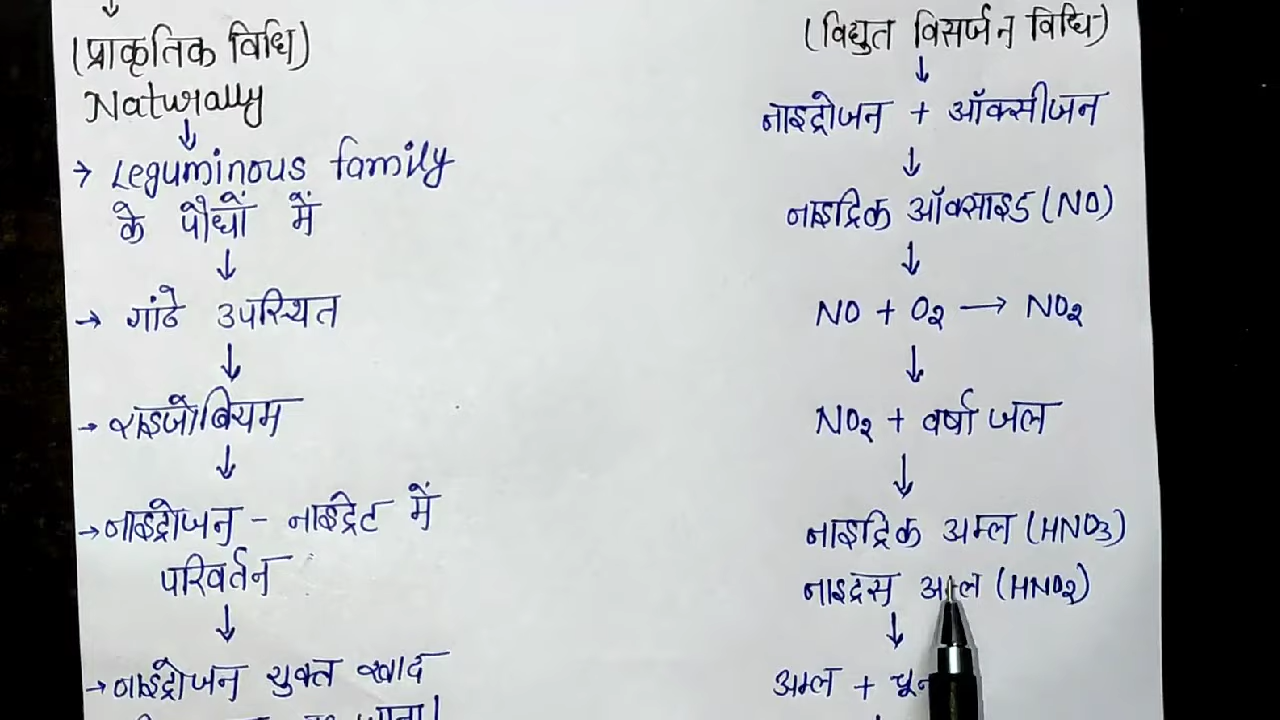 (प्राकृतिक विधि)
Naturally
→ Leguminous family
के पौधों में
→ गांठे उपस्थित
→ राइजोबियम
→ नाइट्रोजन - नाईट्रेट में
परिवर्तन
→ नाइट्रोजन युक्त खाद
(विद्युत विसर्जन विधि)
नाइट्रोजन + ऑक्सीजन
नाइट्रिक ऑक्साइड (NO)
NO + O₂ → NO₂
NO₂ + वर्षा जल
नाइट्रिक अम्ल (HNO₃)
नाइट्रस अम्ल (HNO₂)
अम्ल +